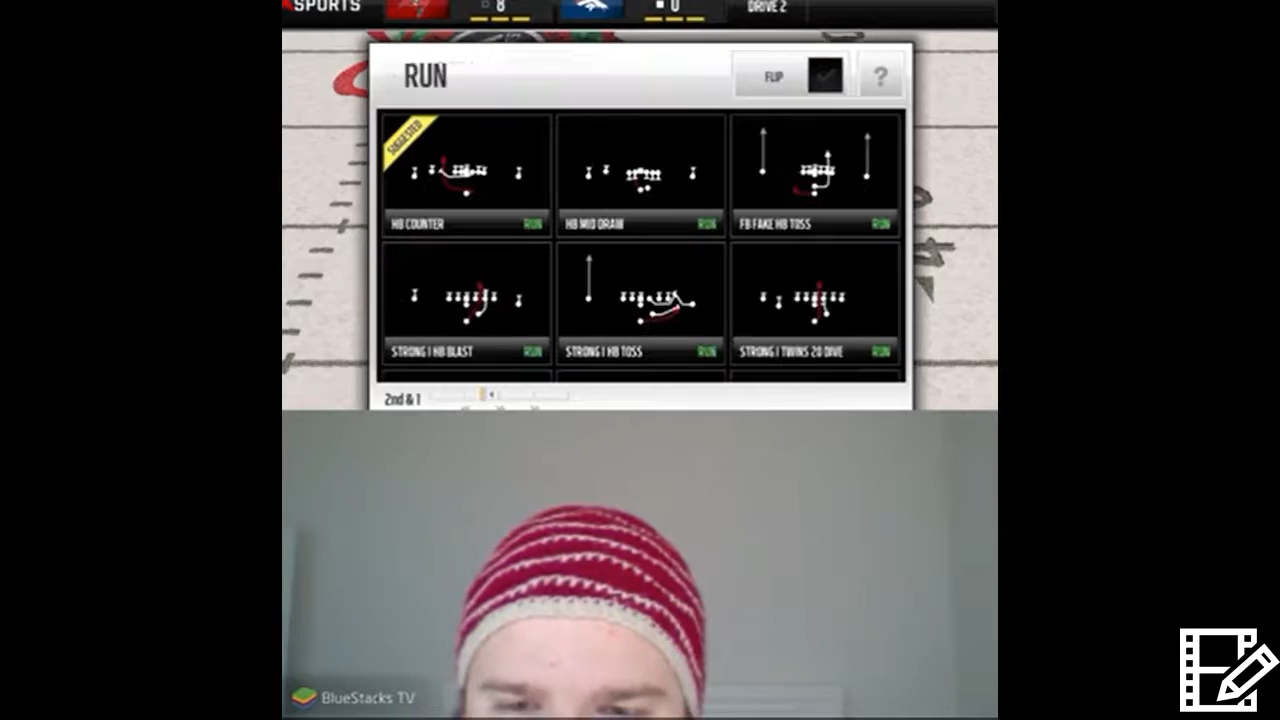 SPORTS 8 0 DRIVE 2
RUN FLIP ?
SUGGESTED
HB COUNTER RUN HB MID DRAW RUN FB FAKE HB TOSS RUN
STRONG I HB BLAST RUN STRONG I HB TOSS RUN STRONG I TWINS 20 DIVE RUN
2nd & 1
BlueStacks TV